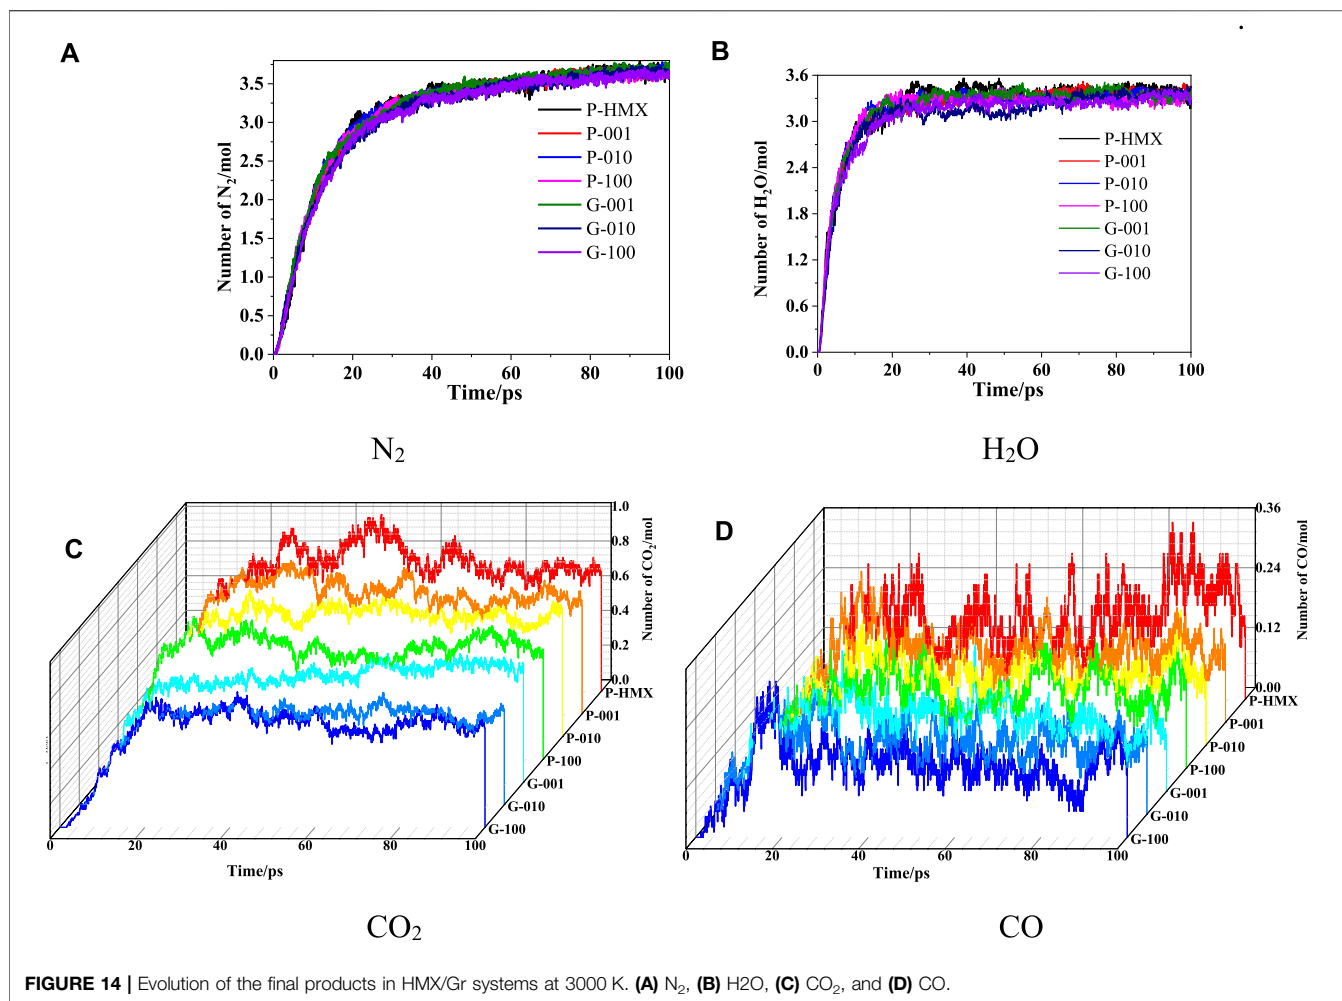 A
Number of N2/mol
3.5
3.0
2.5
2.0
1.5
1.0
0.5
0.0
P-HMX
P-001
P-010
P-100
G-001
G-010
G-100
0 20 40 60 80 100
Time/ps
N2
B
Number of H2O/mol
3.6
3.0
2.4
1.8
1.2
0.6
0.0
P-HMX
P-001
P-010
P-100
G-001
G-010
G-100
0 20 40 60 80 100
Time/ps
H2O
C
1.0
0.8
0.6
0.4
0.2
0.0
Number of CO2/mol
P-HMX
P-001
P-010
P-100
G-001
G-010
G-100
0 20 40 60 80 100
Time/ps
CO2
D
0.36
0.24
0.12
0.00
Number of CO/mol
P-HMX
P-001
P-010
P-100
G-001
G-010
G-100
0 20 40 60 80 100
Time/ps
CO
FIGURE 14 | Evolution of the final products in HMX/Gr systems at 3000 K. (A) N2, (B) H2O, (C) CO2, and (D) CO.